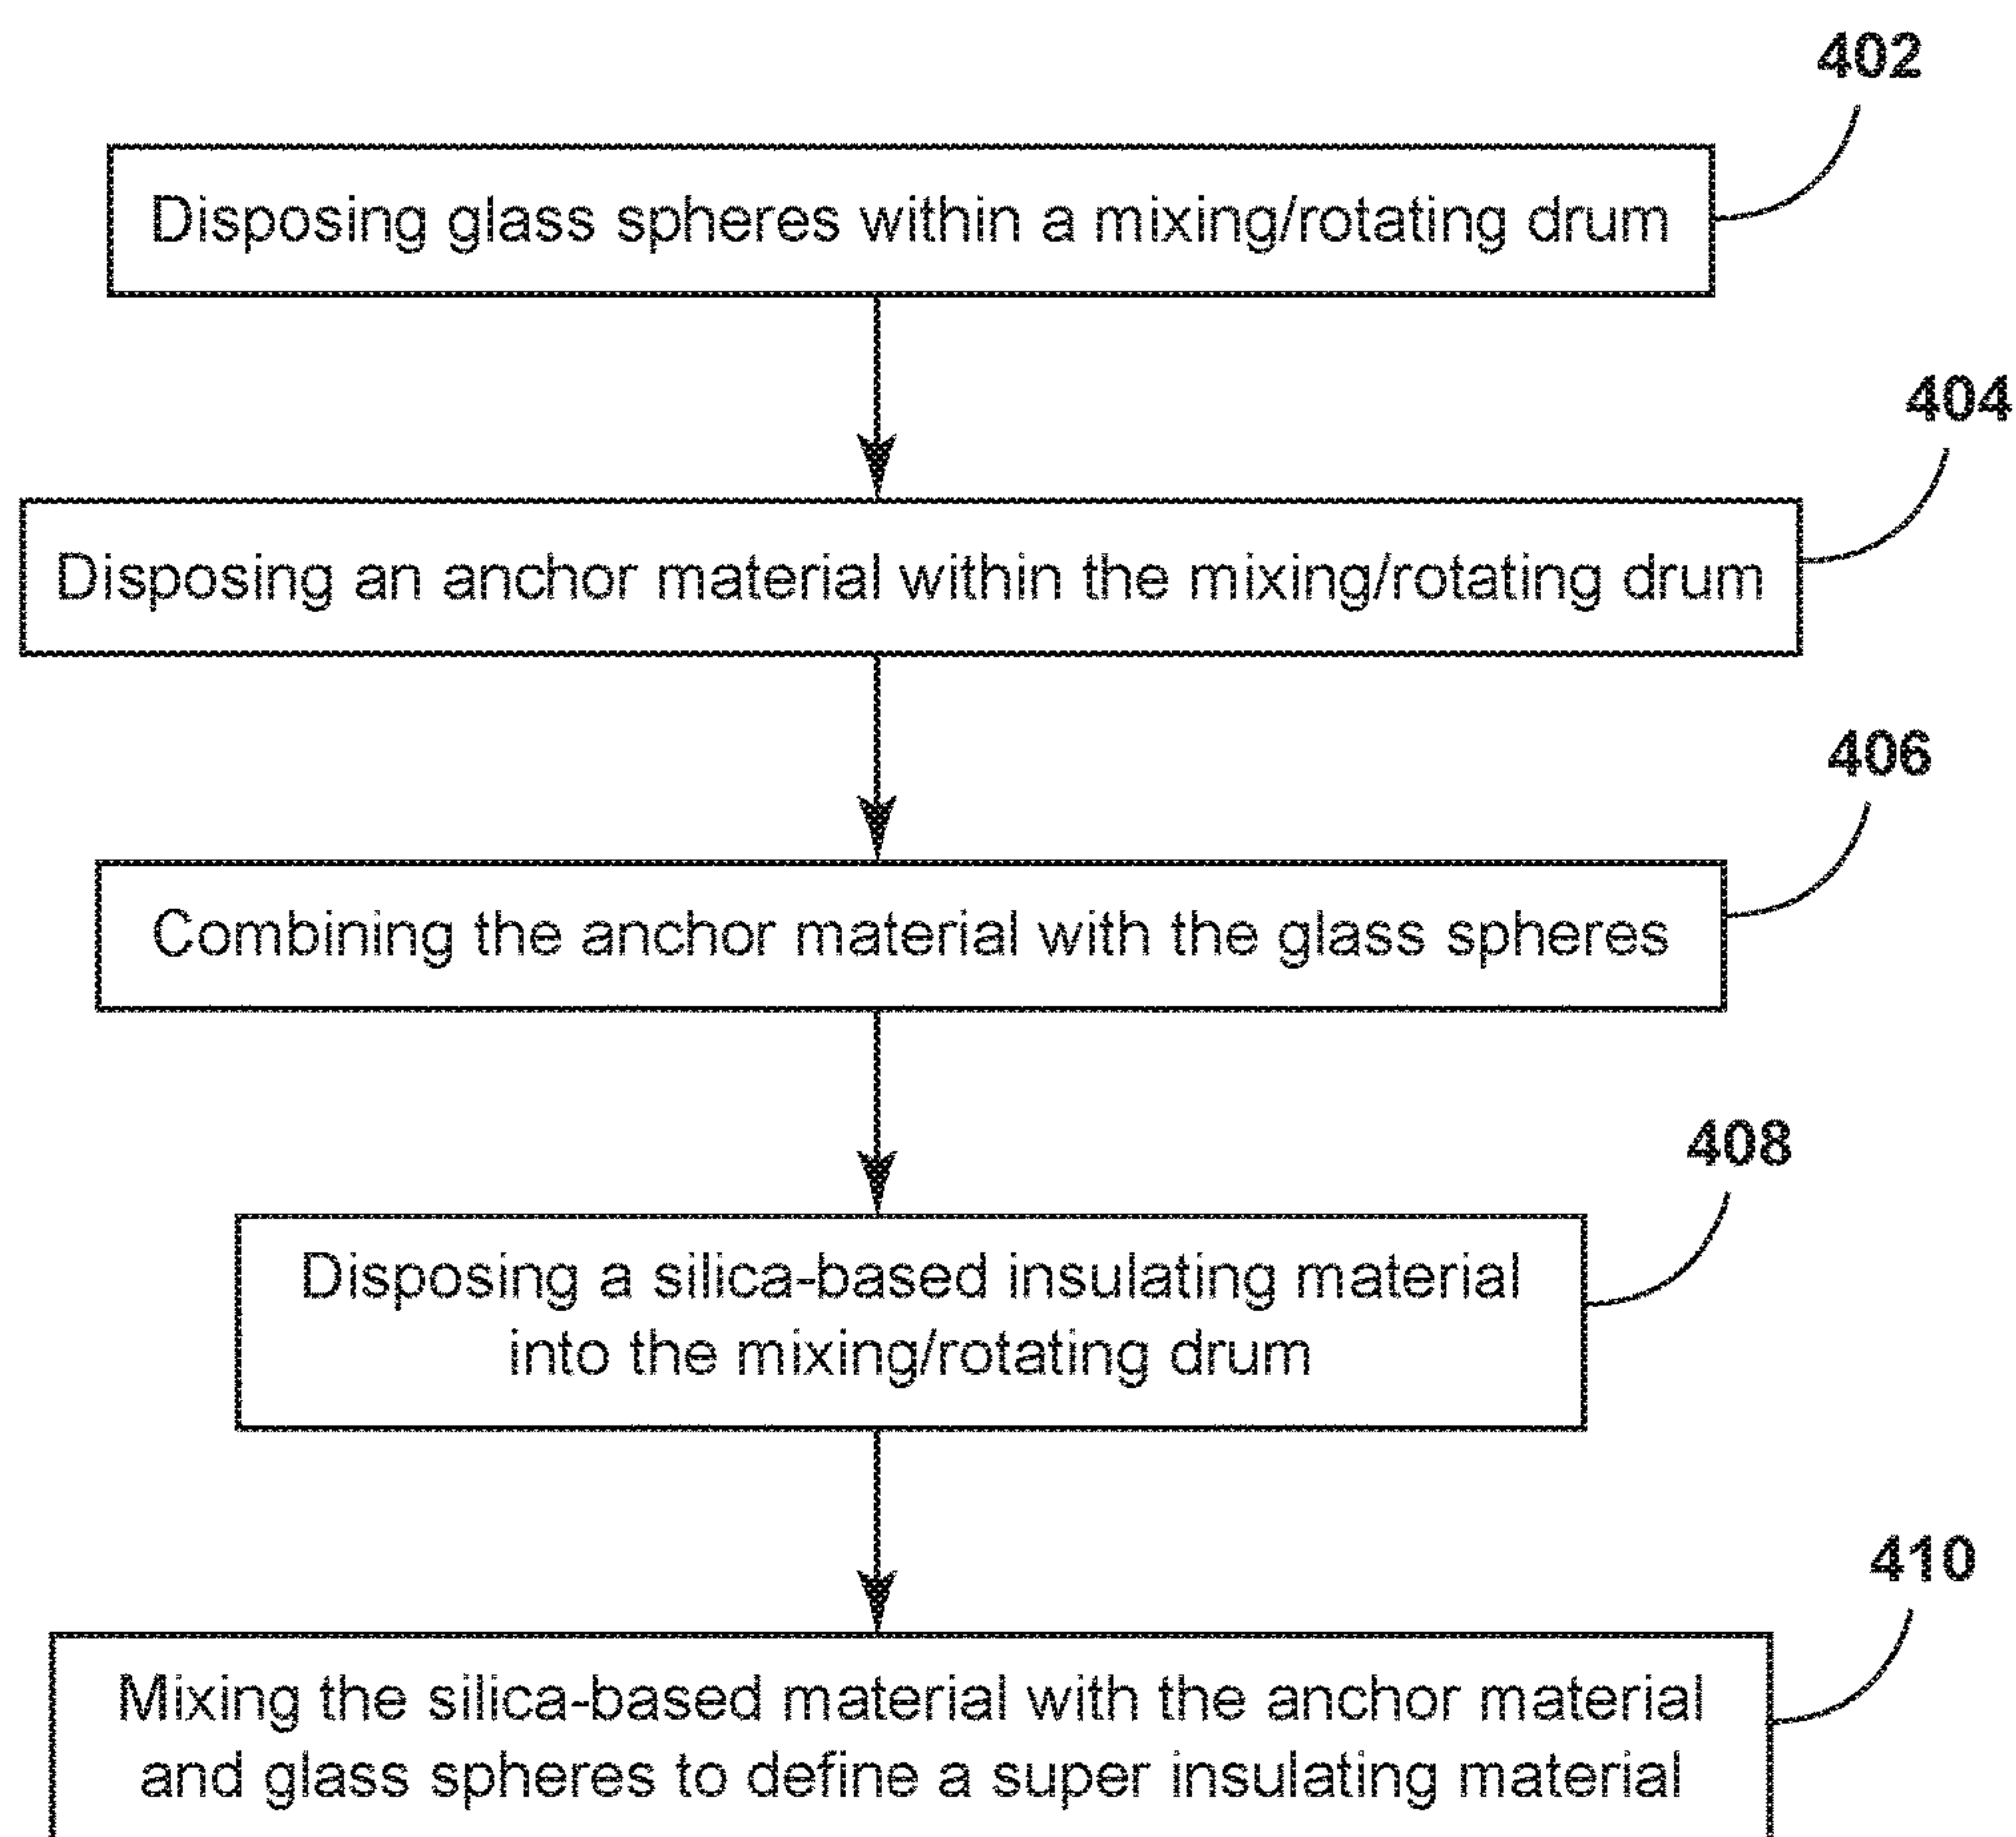 402
Disposing glass spheres within a mixing/rotating drum
404
Disposing an anchor material within the mixing/rotating drum
406
Combining the anchor material with the glass spheres
408
Disposing a silica-based insulating material
into the mixing/rotating drum
410
Mixing the silica-based material with the anchor material
and glass spheres to define a super insulating material